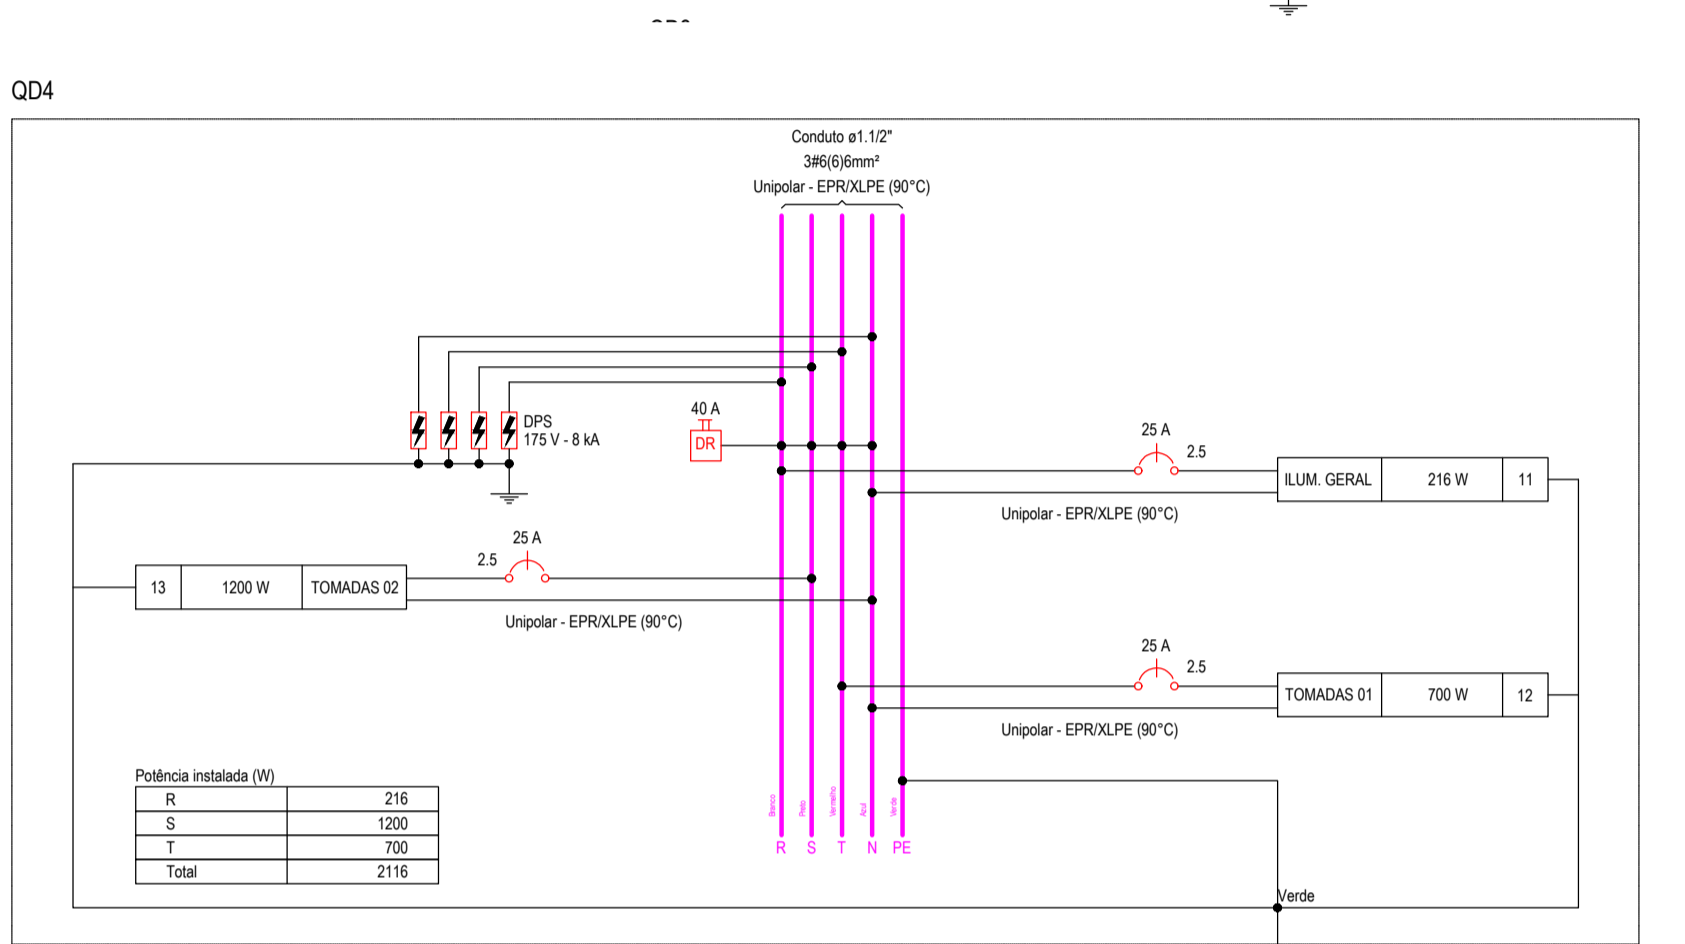 QD4
Conduto ø1.1/2"
3#6(6)6mm²
Unipolar - EPR/XLPE (90°C)
DPS
175 V - 8 kA
40 A
DR
25 A
2.5
ILUM. GERAL 216 W 11
Unipolar - EPR/XLPE (90°C)
25 A
2.5
13 1200 W TOMADAS 02
Unipolar - EPR/XLPE (90°C)
25 A
2.5
TOMADAS 01 700 W 12
Unipolar - EPR/XLPE (90°C)
Potência instalada (W)
R 216
S 1200
T 700
Total 2116
Branco Preto Vermelho Azul Verde
R S T N PE
Verde